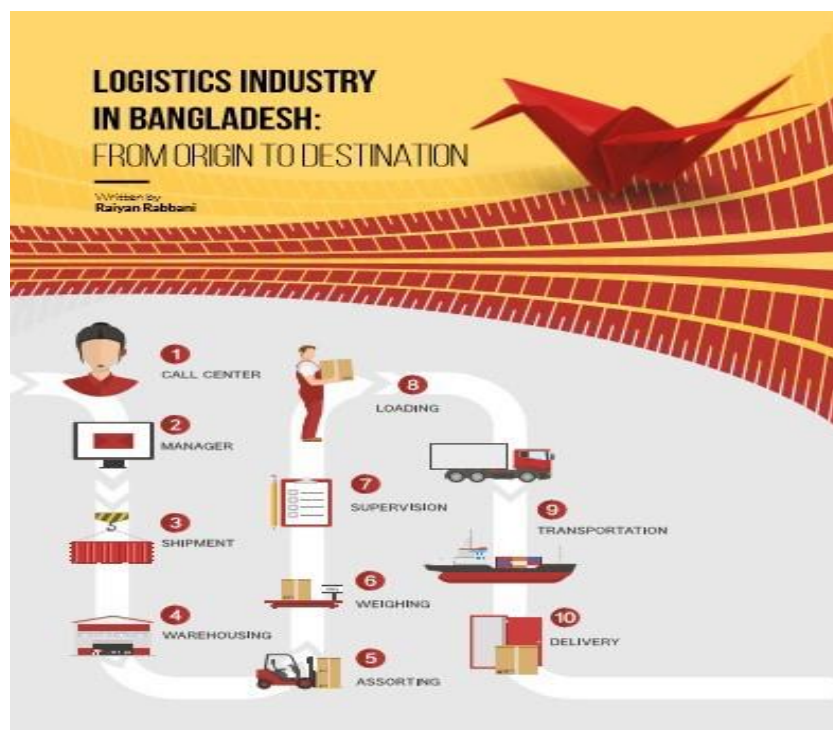 LOGISTICS INDUSTRY
IN BANGLADESH:
FROM ORIGIN TO DESTINATION
Written by
Raiyan Rabbani
1
CALL CENTER
2
MANAGER
3
SHIPMENT
4
WAREHOUSING
5
ASSORTING
6
WEIGHING
7
SUPERVISION
8
LOADING
9
TRANSPORTATION
10
DELIVERY